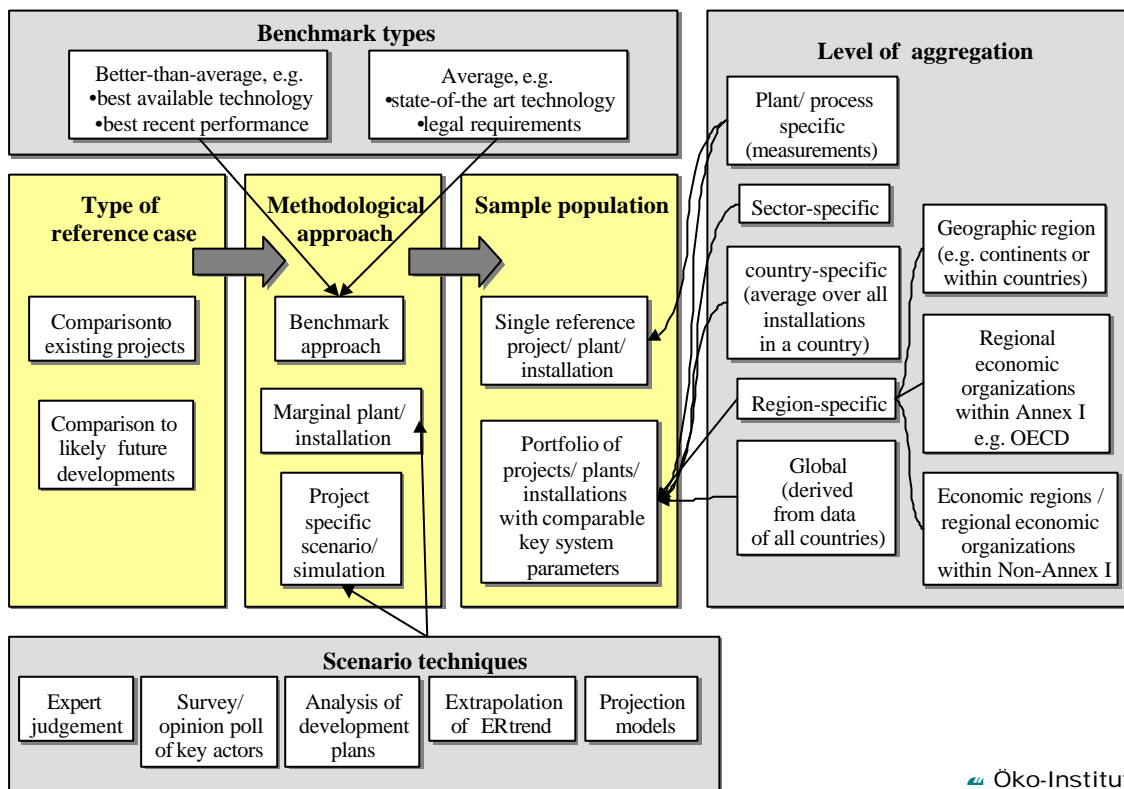 Benchmark types
Better-than-average, e.g.
•best available technology
•best recent performance
Average, e.g.
•state-of-the art technology
•legal requirements
Type of
reference case
Comparisonto
existing projects
Comparison to
likely future
developments
Methodological
approach
Benchmark
approach
Marginal plant/
installation
Project
specific
scenario/
simulation
Sample population
Single reference
project/ plant/
installation
Portfolio of
projects/ plants/
installations
with comparable
key system
parameters
Level of aggregation
Plant/ process
specific
(measurements)
Sector-specific
country-specific
(average over all
installations
in a country)
Region-specific
Global
(derived
from data
of all countries)
Geographic region
(e.g. continents or
within countries)
Regional
economic
organizations
within Annex I
e.g. OECD
Economic regions /
regional economic
organizations
within Non-Annex I
Scenario techniques
Expert
judgement
Survey/
opinion poll
of key actors
Analysis of
development
plans
Extrapolation
of ERtrend
Projection
models
Öko-Institut